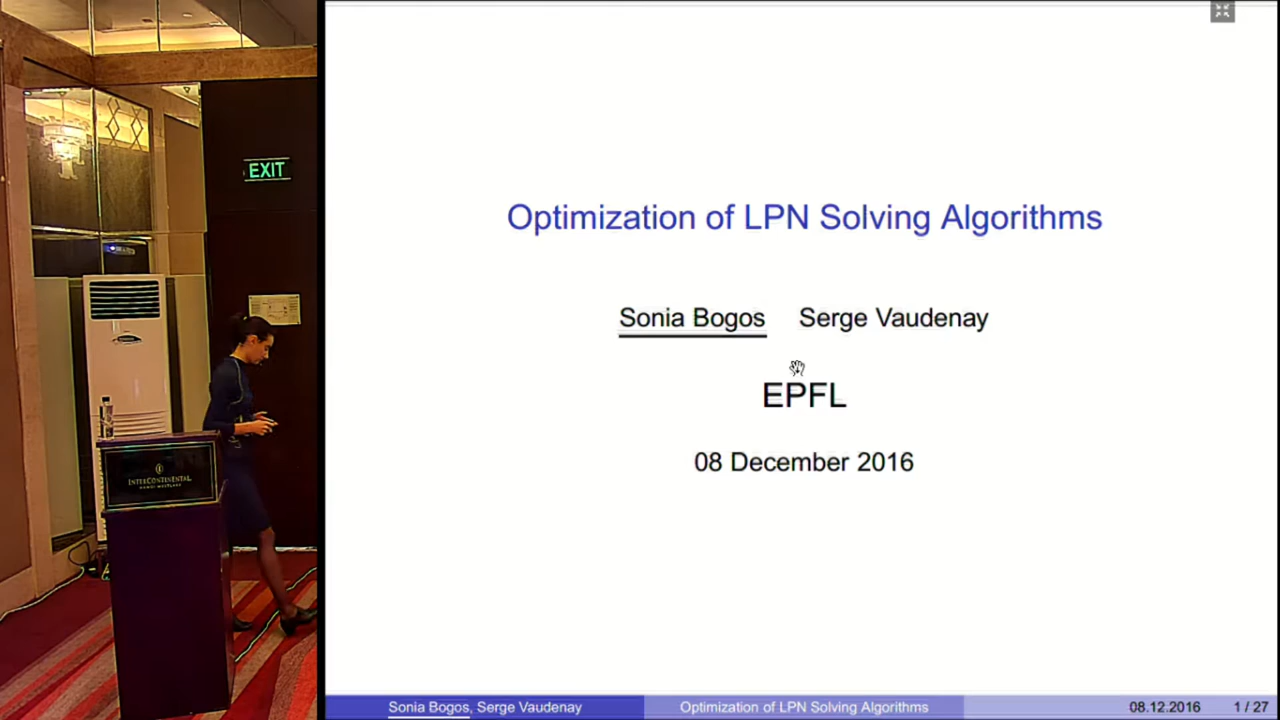 EXIT
INTERCONTINENTAL
Optimization of LPN Solving Algorithms
Sonia Bogos Serge Vaudenay
EPFL
08 December 2016
Sonia Bogos, Serge Vaudenay Optimization of LPN Solving Algorithms 08.12.2016 1 / 27